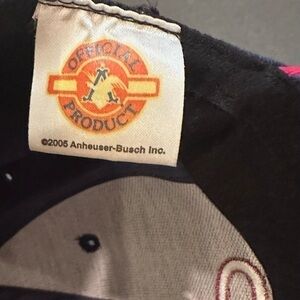 OFFICIAL
PRODUCT
©2005 Anheuser-Busch Inc.